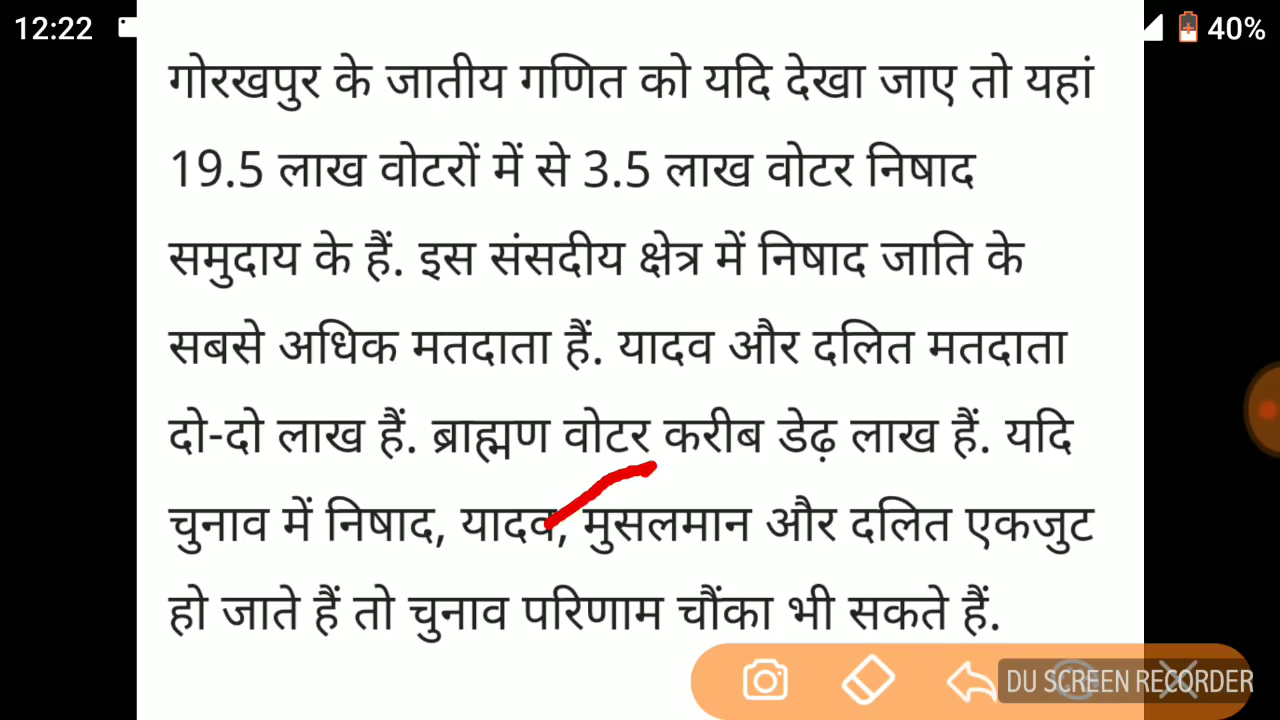 12:22 40%
गोरखपुर के जातीय गणित को यदि देखा जाए तो यहां
19.5 लाख वोटरों में से 3.5 लाख वोटर निषाद
समुदाय के हैं. इस संसदीय क्षेत्र में निषाद जाति के
सबसे अधिक मतदाता हैं. यादव और दलित मतदाता
दो-दो लाख हैं. ब्राह्मण वोटर करीब डेढ़ लाख हैं. यदि
चुनाव में निषाद, यादव, मुसलमान और दलित एकजुट
हो जाते हैं तो चुनाव परिणाम चौंका भी सकते हैं.
DU SCREEN RECORDER